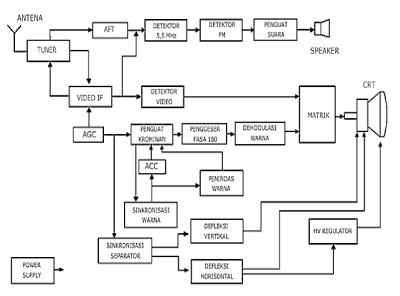 ANTENA
TUNER
AFT
DETEKTOR
5,5 MHz
DETEKTOR
FM
PENGUAT
SUARA
SPEAKER
VIDEO IF
DETEKTOR
VIDEO
MATRIK
CRT
AGC
PENGUAT
KROMINAN
PENGGESER
FASA 180
DEMODULASI
WARNA
ACC
PENINDAS
WARNA
SINKRONISASI
WARNA
SINKRONISASI
SEPARATOR
DEFLEKSI
VERTIKAL
DEFLEKSI
HORISONTAL
HV REGULATOR
POWER
SUPPLY